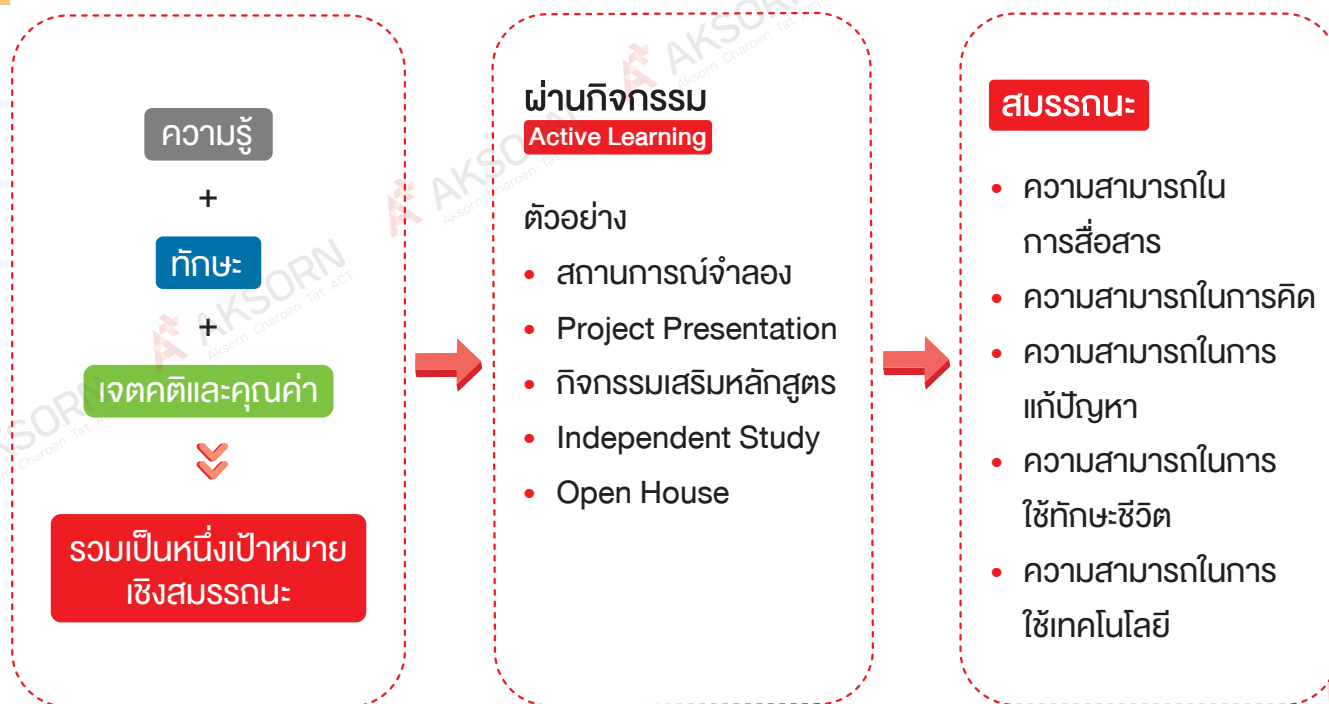 ความรู้
+
ทักษะ
+
เจตคติและคุณค่า
รวมเป็นหนึ่งเป้าหมาย
เชิงสมรรถนะ
ผ่านกิจกรรม
Active Learning
ตัวอย่าง
• สถานการณ์จำลอง
• Project Presentation
• กิจกรรมเสริมหลักสูตร
• Independent Study
• Open House
สมรรถนะ
• ความสามารถใน
การสื่อสาร
• ความสามารถในการคิด
• ความสามารถในการ
แก้ปัญหา
• ความสามารถในการ
ใช้ทักษะชีวิต
• ความสามารถในการ
ใช้เทคโนโลยี
AKSORN
Aksorn Charoen Tat ACT.